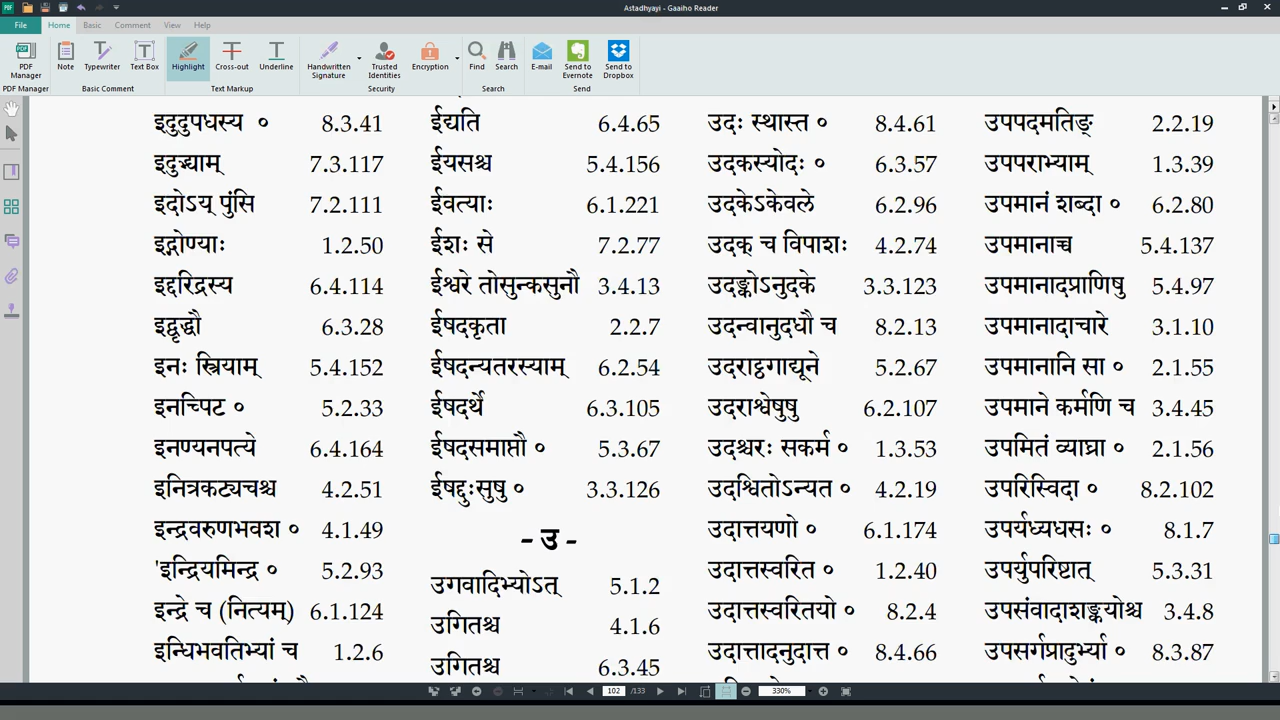 Astadhyayi - Gaaiho Reader
File Home Basic Comment View Help
PDF Manager Note Typewriter Text Box Highlight Cross-out Underline Handwritten Signature Trusted Identities Encryption Find Search E-mail Send to Evernote Send to Dropbox
PDF Manager Basic Comment Text Markup Security Search Send
इदुदुपधस्य ० 8.3.41
इदुद्भ्याम् 7.3.117
इदोऽय् पुंसि 7.2.111
इद्गोण्याः 1.2.50
इद्दरिद्रस्य 6.4.114
इद्वृद्धौ 6.3.28
इनः स्त्रियाम् 5.4.152
इनच्पिट ० 5.2.33
इनण्यनपत्ये 6.4.164
इनित्रकट्यचश्च 4.2.51
इन्द्रवरुणभवश ० 4.1.49
'इन्द्रियमिन्द्र ० 5.2.93
इन्द्रे च (नित्यम्) 6.1.124
इन्धिभवतिभ्यां च 1.2.6
ईद्यति 6.4.65
ईयसश्च 5.4.156
ईवत्याः 6.1.221
ईशः से 7.2.77
ईश्वरे तोसुन्कसुनौ 3.4.13
ईषदकृता 2.2.7
ईषदन्यतरस्याम् 6.2.54
ईषदर्थे 6.3.105
ईषदसमाप्तौ ० 5.3.67
ईषद्दुःसुषु ० 3.3.126
- उ -
उगवादिभ्योऽत् 5.1.2
उगितश्च 4.1.6
उगितश्च 6.3.45
उदः स्थास्त ० 8.4.61
उदकस्योदः ० 6.3.57
उदकेऽकेवले 6.2.96
उदक् च विपाशः 4.2.74
उदङ्कोऽनुदके 3.3.123
उदन्वानुदधौ च 8.2.13
उदराट्ठगाद्यूने 5.2.67
उदराश्वेषुषु 6.2.107
उदश्चरः सकर्म ० 1.3.53
उदश्वितोऽन्यत ० 4.2.19
उदात्तयणो ० 6.1.174
उदात्तस्वरित ० 1.2.40
उदात्तस्वरितयो ० 8.2.4
उदात्तादनुदात्त ० 8.4.66
उपपदमतिङ् 2.2.19
उपपराभ्याम् 1.3.39
उपमानं शब्दा ० 6.2.80
उपमानाच्च 5.4.137
उपमानादप्राणिषु 5.4.97
उपमानादाचारे 3.1.10
उपमानानि सा ० 2.1.55
उपमाने कर्मणि च 3.4.45
उपमितं व्याघ्रा ० 2.1.56
उपरिस्विदा ० 8.2.102
उपर्यध्यधसः ० 8.1.7
उपर्युपरिष्टात् 5.3.31
उपसंवादाशङ्कयोश्च 3.4.8
उपसर्गप्रादुर्भ्या ० 8.3.87
102 /133 330%